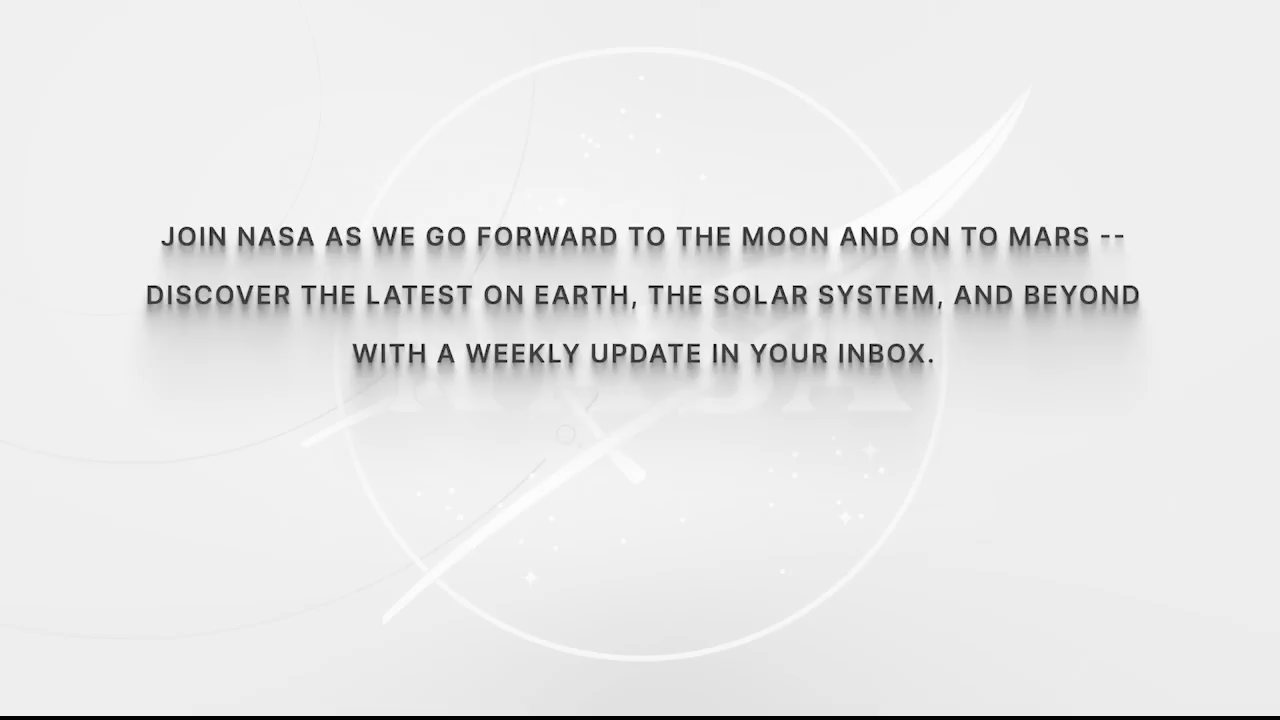 JOIN NASA AS WE GO FORWARD TO THE MOON AND ON TO MARS --
DISCOVER THE LATEST ON EARTH, THE SOLAR SYSTEM, AND BEYOND
WITH A WEEKLY UPDATE IN YOUR INBOX.
NASA